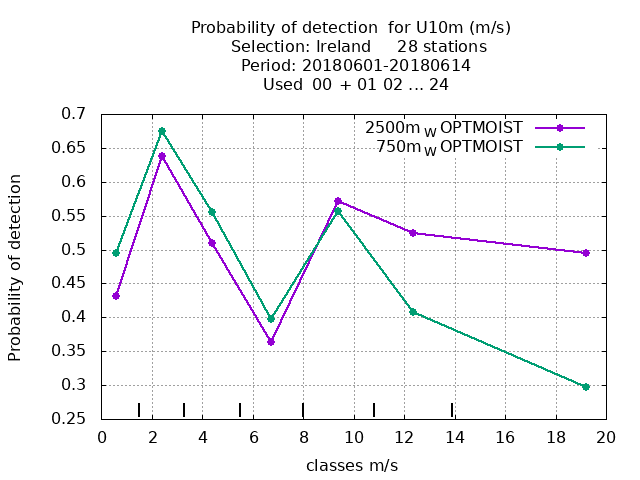 Probability of detection  for U10m (m/s)
Selection: Ireland     28 stations
Period: 20180601-20180614
Used  00  + 01 02 ... 24
2500m W OPTMOIST
750m W OPTMOIST
Probability of detection
0.7
0.65
0.6
0.55
0.5
0.45
0.4
0.35
0.3
0.25
0 2 4 6 8 10 12 14 16 18 20
classes m/s